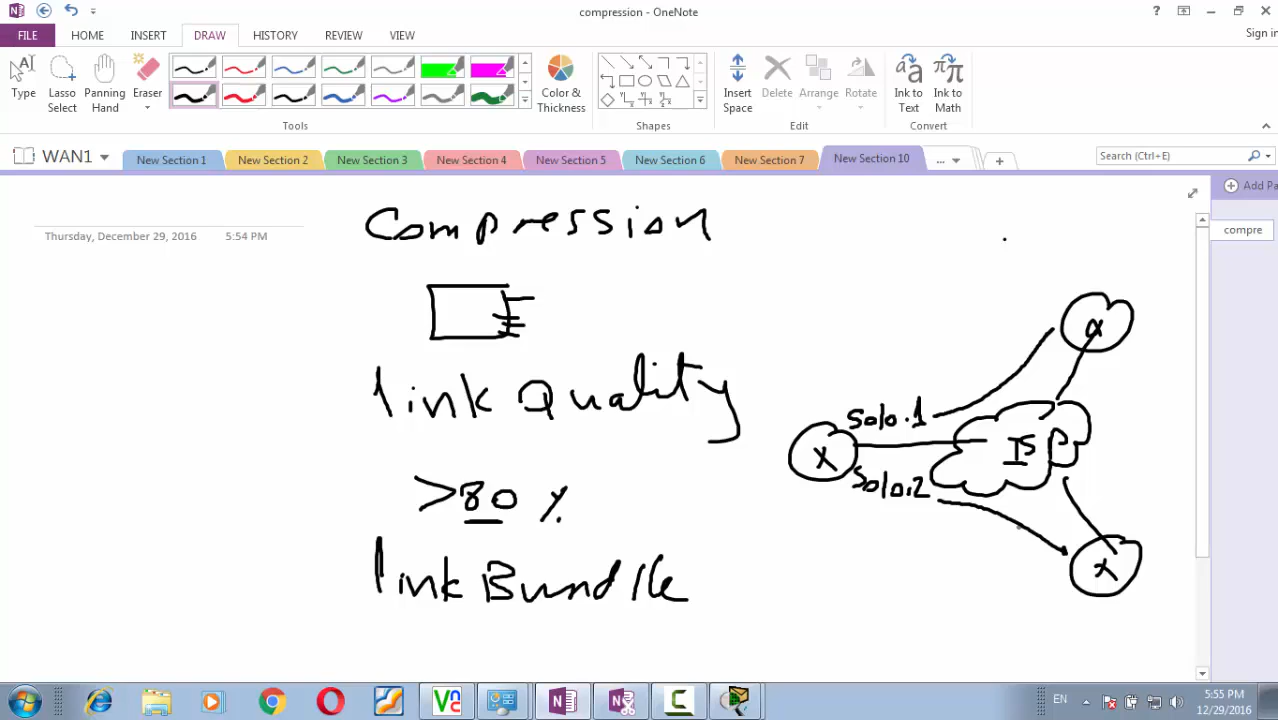 compression - OneNote
? Sign in
FILE HOME INSERT DRAW HISTORY REVIEW VIEW
Type Lasso Select Panning Hand Eraser Color & Thickness Insert Space Delete Arrange Rotate Ink to Text Ink to Math
Tools Shapes Edit Convert
WAN1 New Section 1 New Section 2 New Section 3 New Section 4 New Section 5 New Section 6 New Section 7 New Section 10 ... Search (Ctrl+E)
Add Pa
compre
Thursday, December 29, 2016 5:54 PM
Compression
link Quality
>80 %
link Bundle
X
S0/0.1
ISP
S0/0.2
X
EN 5:55 PM
12/29/2016